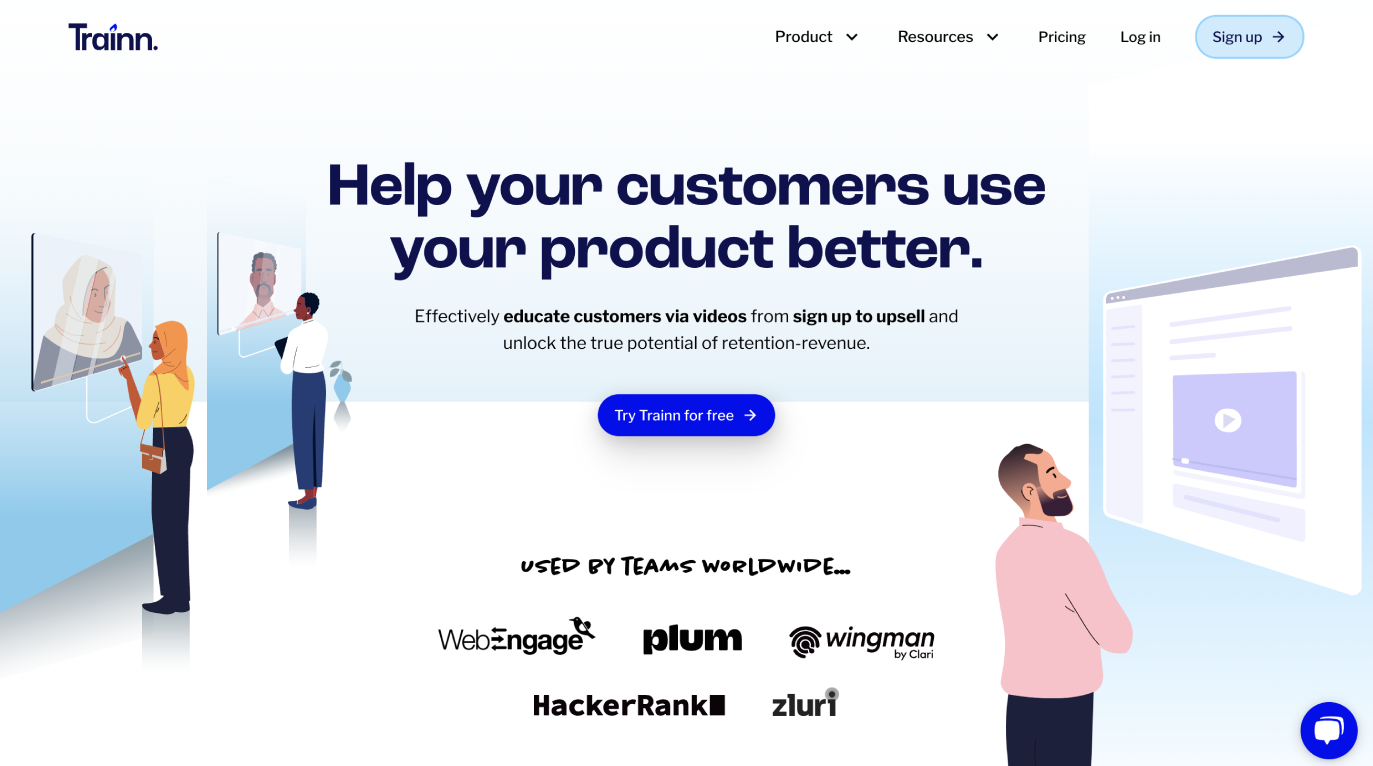 Trainn.
Product
Resources
Pricing
Log in
Sign up
Help your customers use
your product better.
Effectively educate customers via videos from sign up to upsell and
unlock the true potential of retention-revenue.
Try Trainn for free
USED BY TEAMS WORLDWIDE...
WebEngage
plum
wingman
by Clari
HackerRank
zluri